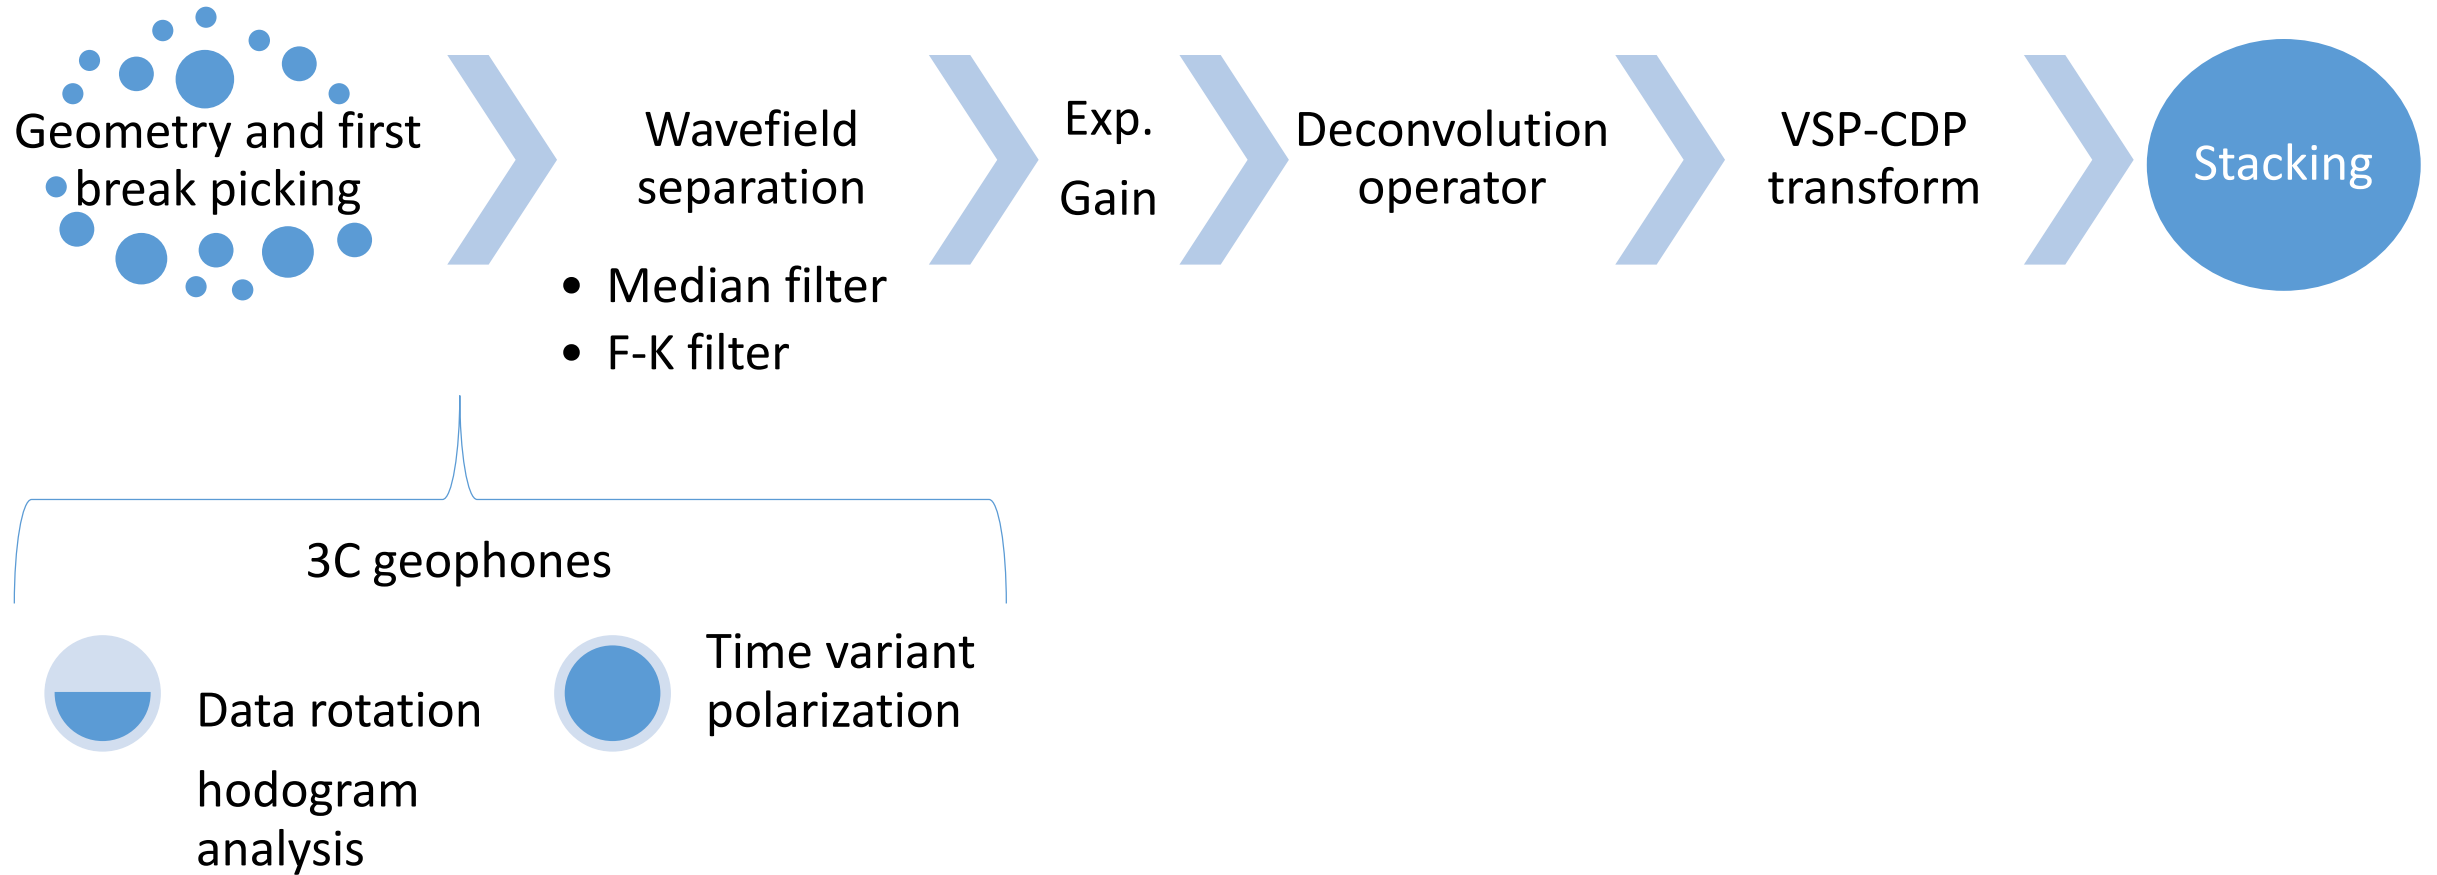 Geometry and first
break picking
Wavefield
separation
• Median filter
• F-K filter
Exp.
Gain
Deconvolution
operator
VSP-CDP
transform
Stacking
3C geophones
Data rotation
hodogram
analysis
Time variant
polarization